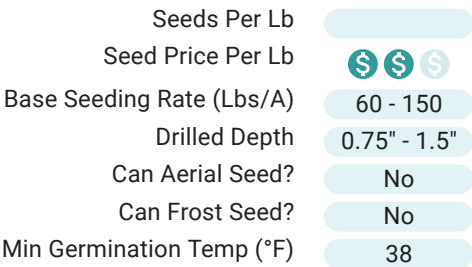 Seeds Per Lb
Seed Price Per Lb $ $ $
Base Seeding Rate (Lbs/A) 60 - 150
Drilled Depth 0.75" - 1.5"
Can Aerial Seed? No
Can Frost Seed? No
Min Germination Temp (°F) 38